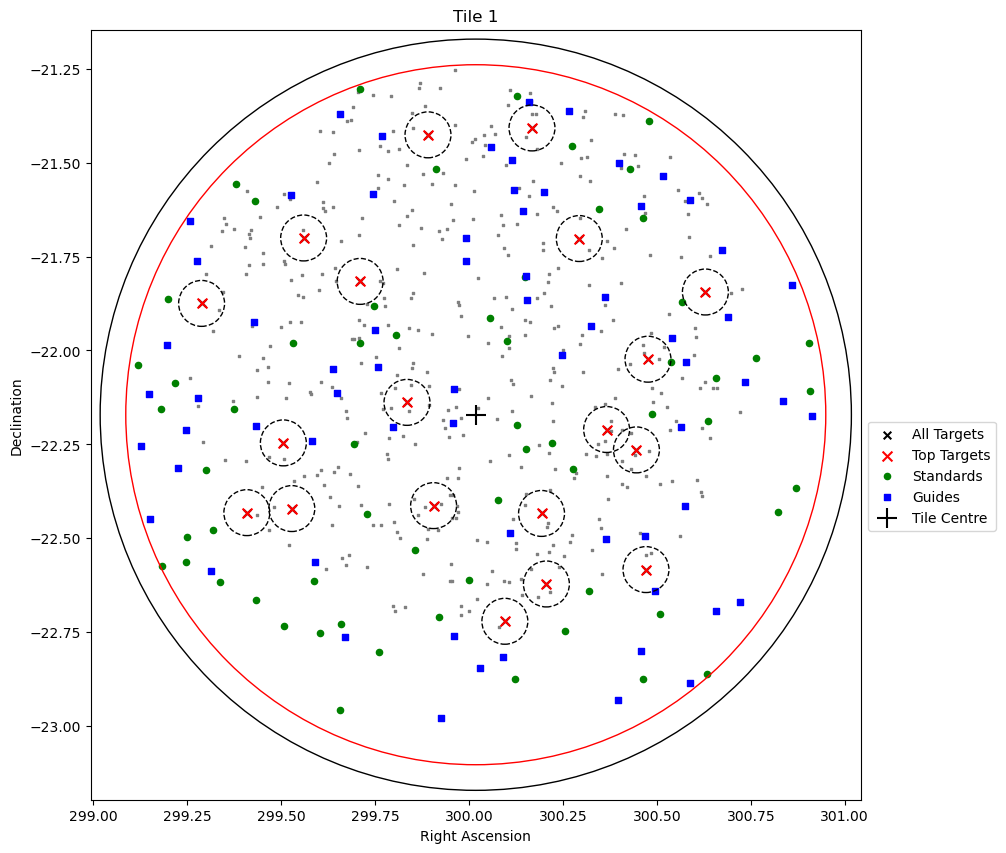 Tile 1
Declination
−21.25
−21.50
−21.75
−22.00
−22.25
−22.50
−22.75
−23.00
299.00 299.25 299.50 299.75 300.00 300.25 300.50 300.75 301.00
Right Ascension
All Targets
Top Targets
Standards
Guides
Tile Centre